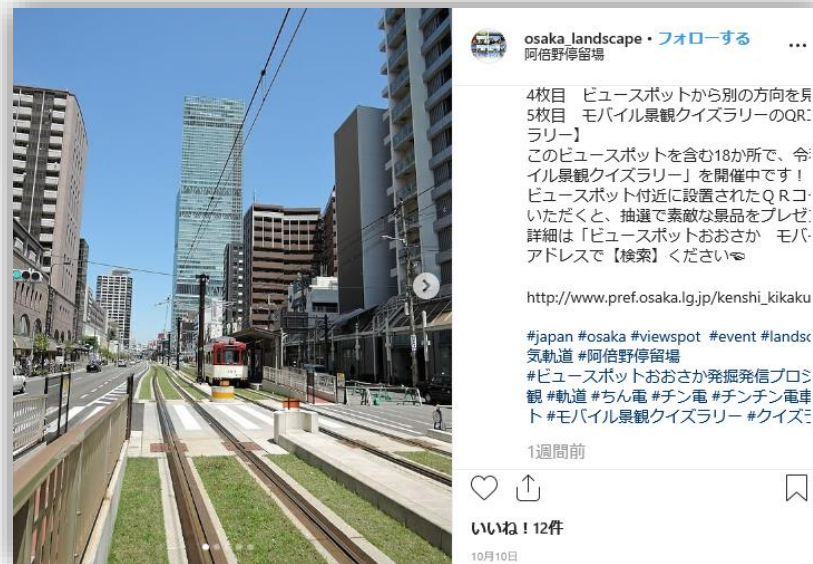 osaka_landscape • フォローする
阿倍野停留場
4枚目 ビュースポットから別の方向を見
5枚目 モバイル景観クイズラリーのQRコ
ラリー】
このビュースポットを含む18か所で、令
イル景観クイズラリー」を開催中です！
ビュースポット付近に設置されたＱＲコー
いただくと、抽選で素敵な景品をプレゼ
詳細は「ビュースポットおおさか モバ
アドレスで【検索】ください☜
http://www.pref.osaka.lg.jp/kenshi_kikaku
#japan #osaka #viewspot #event #landsc
気軌道 #阿倍野停留場
#ビュースポットおおさか発掘発信プロジ
観 #軌道 #ちん電 #チン電 #チンチン電車
ト #モバイル景観クイズラリー #クイズラ
1週間前
いいね！12件
10月10日